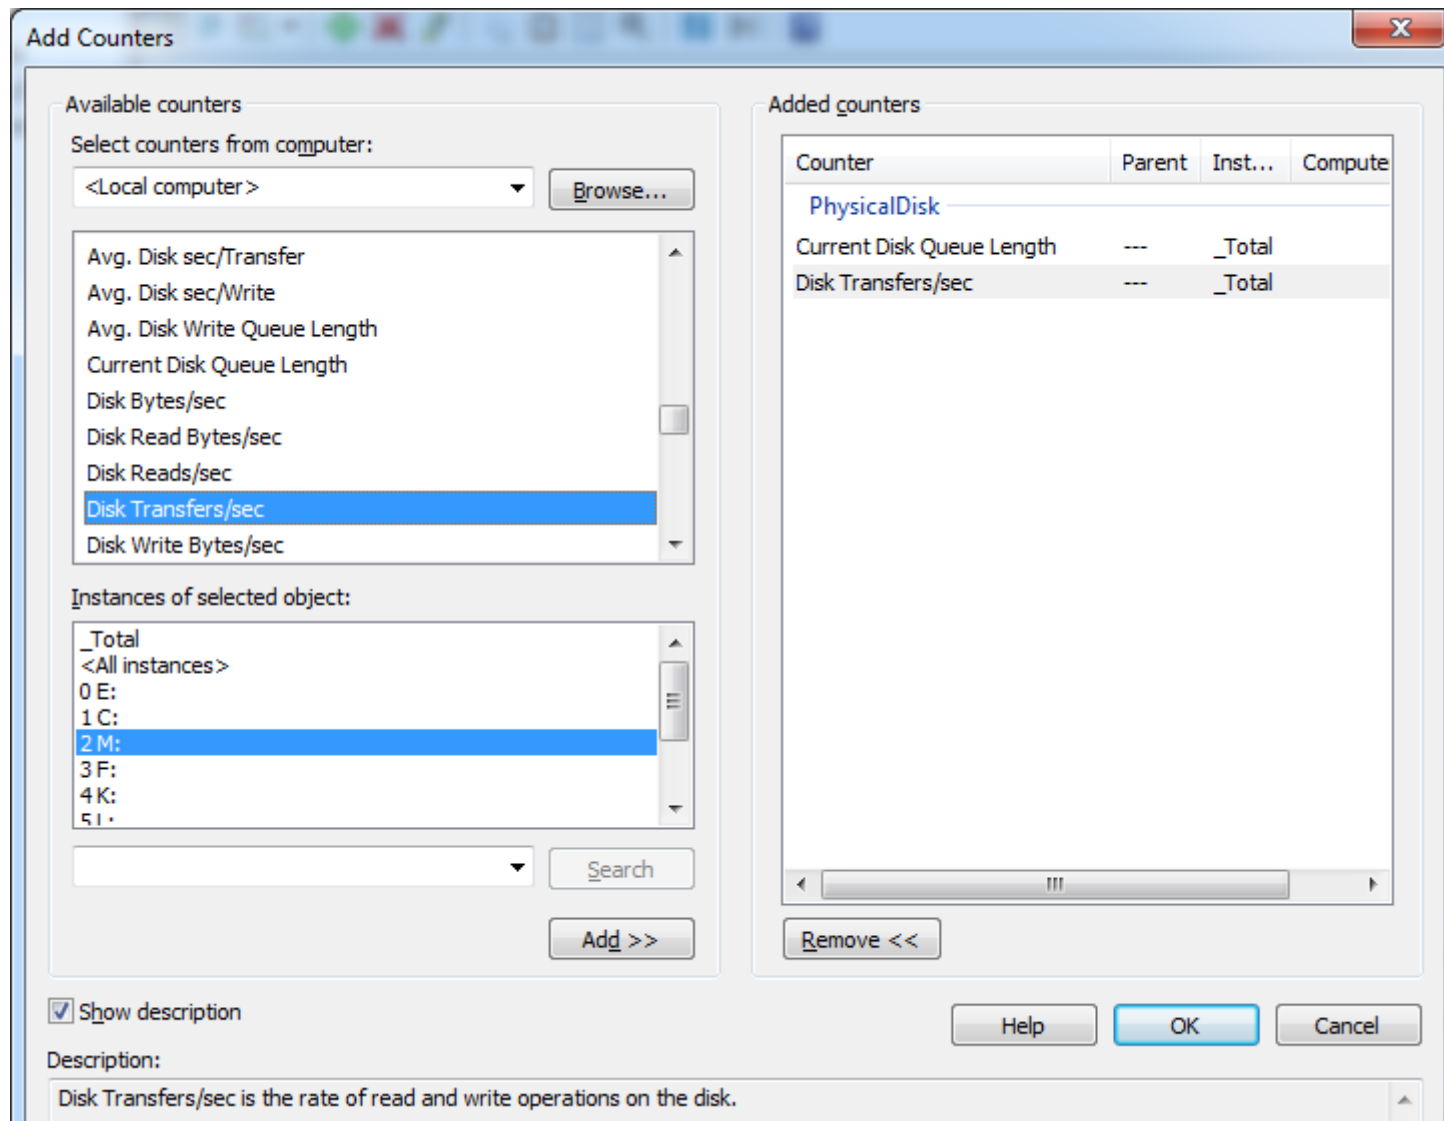 Add Counters
Available counters
Select counters from computer:
<Local computer>
Browse...
Avg. Disk sec/Transfer
Avg. Disk sec/Write
Avg. Disk Write Queue Length
Current Disk Queue Length
Disk Bytes/sec
Disk Read Bytes/sec
Disk Reads/sec
Disk Transfers/sec
Disk Write Bytes/sec
Instances of selected object:
_Total
<All instances>
0 E:
1 C:
2 M:
3 F:
4 K:
Search
Add >>
Added counters
Counter Parent Inst... Compute
PhysicalDisk
Current Disk Queue Length --- _Total
Disk Transfers/sec --- _Total
Remove <<
Show description
Help OK Cancel
Description:
Disk Transfers/sec is the rate of read and write operations on the disk.